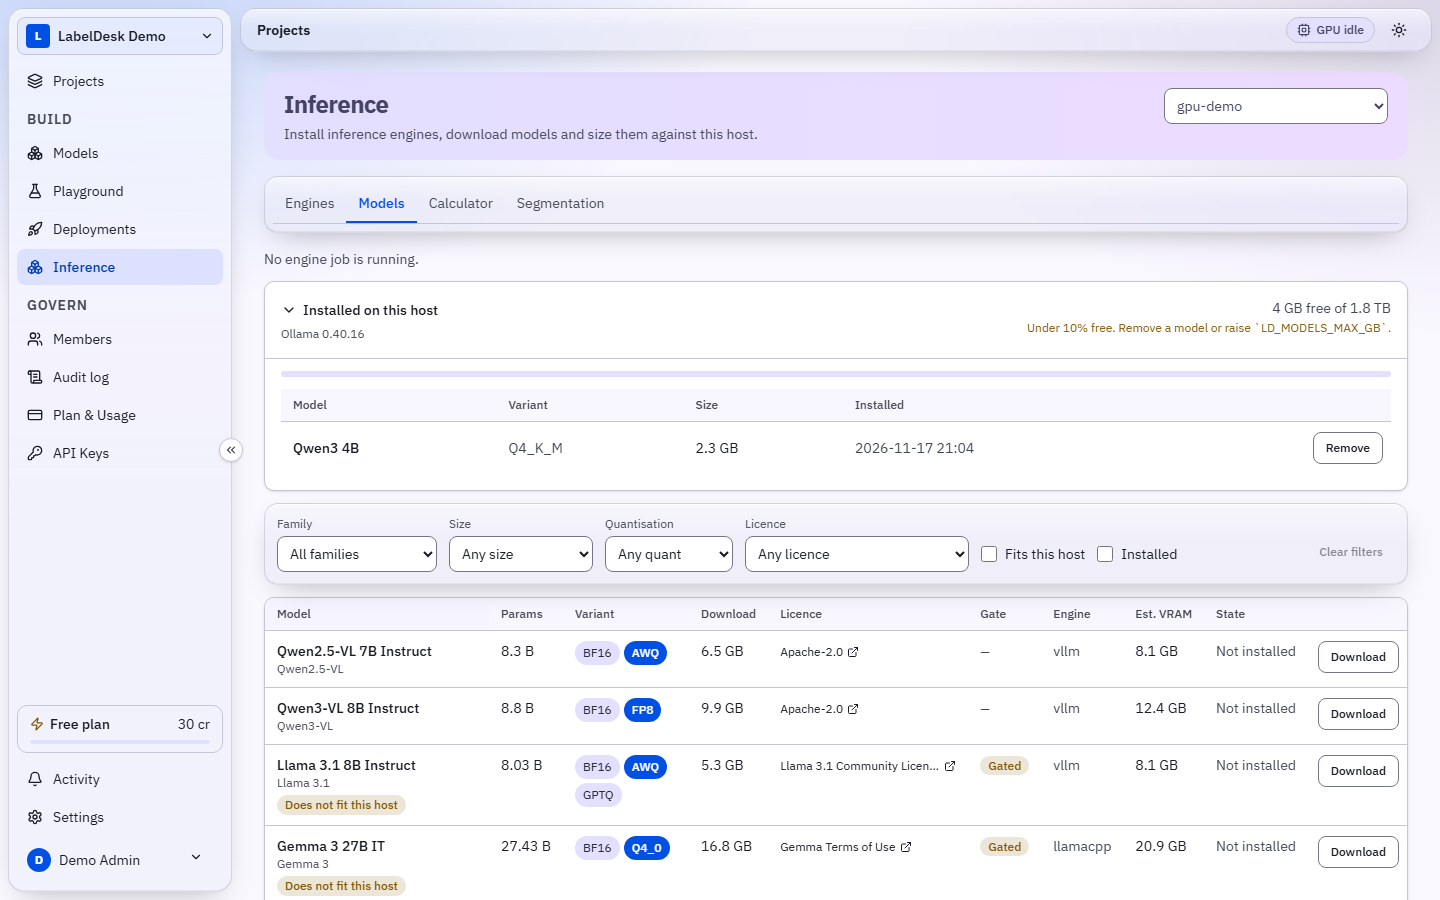 L LabelDesk Demo
Projects
BUILD
Models
Playground
Deployments
Inference
GOVERN
Members
Audit log
Plan & Usage
API Keys
Free plan 30 cr
Activity
Settings
D Demo Admin
Projects
GPU idle
Inference
Install inference engines, download models and size them against this host.
gpu-demo
Engines Models Calculator Segmentation
No engine job is running.
Installed on this host
Ollama 0.40.16
4 GB free of 1.8 TB
Under 10% free. Remove a model or raise `LD_MODELS_MAX_GB`.
Model Variant Size Installed
Qwen3 4B Q4_K_M 2.3 GB 2026-11-17 21:04 Remove
Family Size Quantisation Licence
All families Any size Any quant Any licence Fits this host Installed Clear filters
Model Params Variant Download Licence Gate Engine Est. VRAM State
Qwen2.5-VL 7B Instruct 8.3 B BF16 AWQ 6.5 GB Apache-2.0 — vllm 8.1 GB Not installed Download
Qwen2.5-VL
Qwen3-VL 8B Instruct 8.8 B BF16 FP8 9.9 GB Apache-2.0 — vllm 12.4 GB Not installed Download
Qwen3-VL
Llama 3.1 8B Instruct 8.03 B BF16 AWQ 5.3 GB Llama 3.1 Community Licen... Gated vllm 8.1 GB Not installed Download
Llama 3.1 GPTQ
Does not fit this host
Gemma 3 27B IT 27.43 B BF16 Q4_0 16.8 GB Gemma Terms of Use Gated llamacpp 20.9 GB Not installed Download
Gemma 3
Does not fit this host